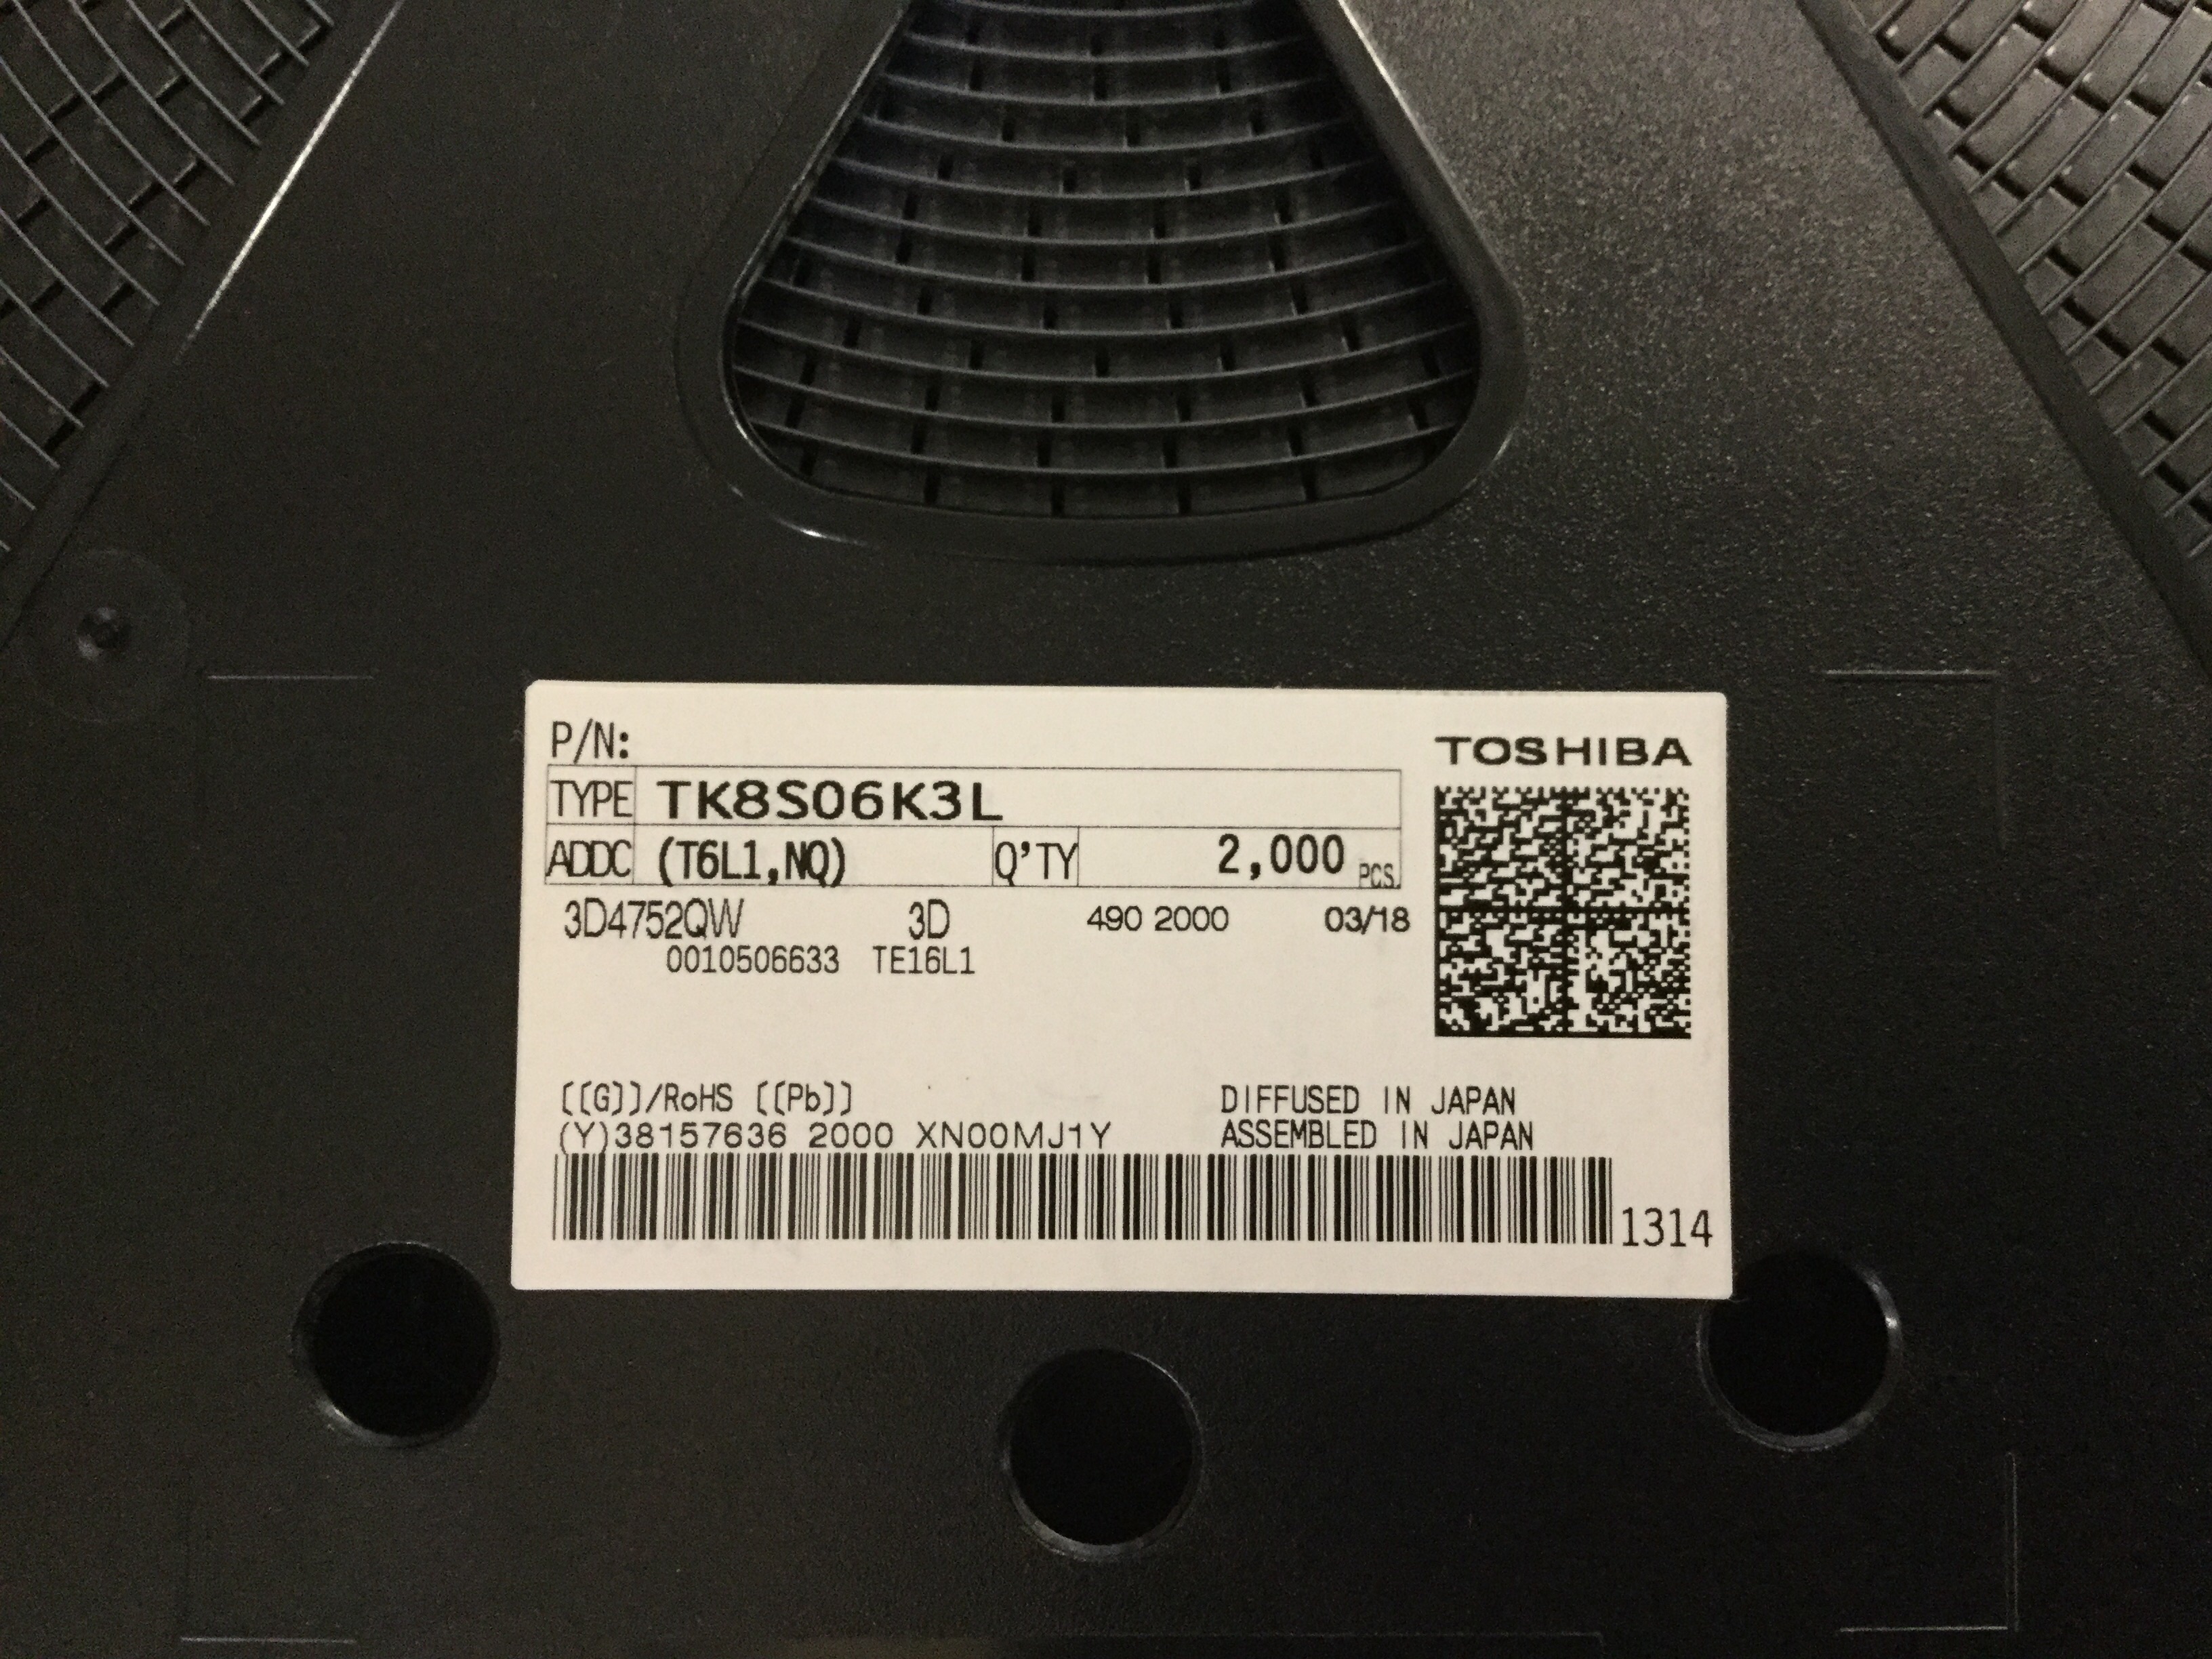 P/N:
TOSHIBA
TYPE TK8S06K3L
ADDC (T6L1,NQ) Q'TY 2,000 PCS.
3D4752QW 3D 490 2000 03/18
0010506633 TE16L1
[[G]]/RoHS [[Pb]] DIFFUSED IN JAPAN
(Y)38157636 2000 XN00MJ1Y ASSEMBLED IN JAPAN
1314